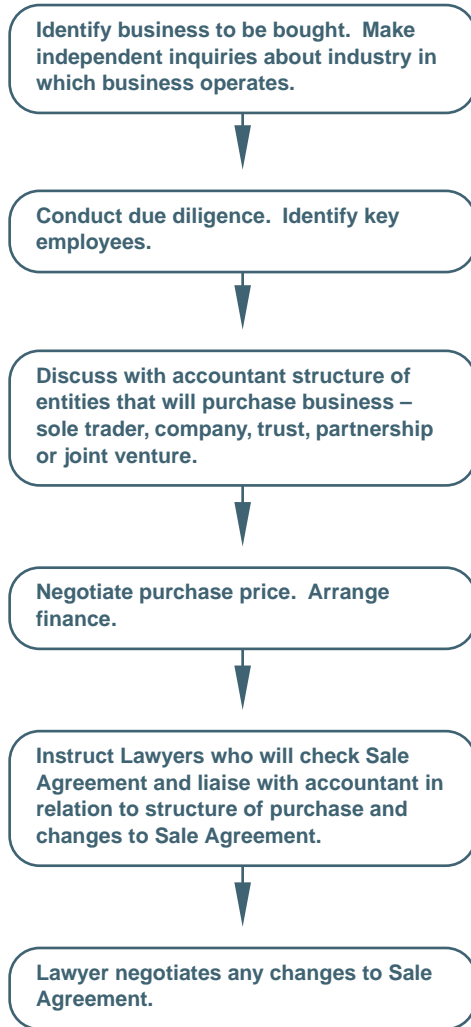 Identify business to be bought.  Make
independent inquiries about industry in
which business operates.
Conduct due diligence.  Identify key
employees.
Discuss with accountant structure of
entities that will purchase business –
sole trader, company, trust, partnership
or joint venture.
Negotiate purchase price.  Arrange
finance.
Instruct Lawyers who will check Sale
Agreement and liaise with accountant in
relation to structure of purchase and
changes to Sale Agreement.
Lawyer negotiates any changes to Sale
Agreement.